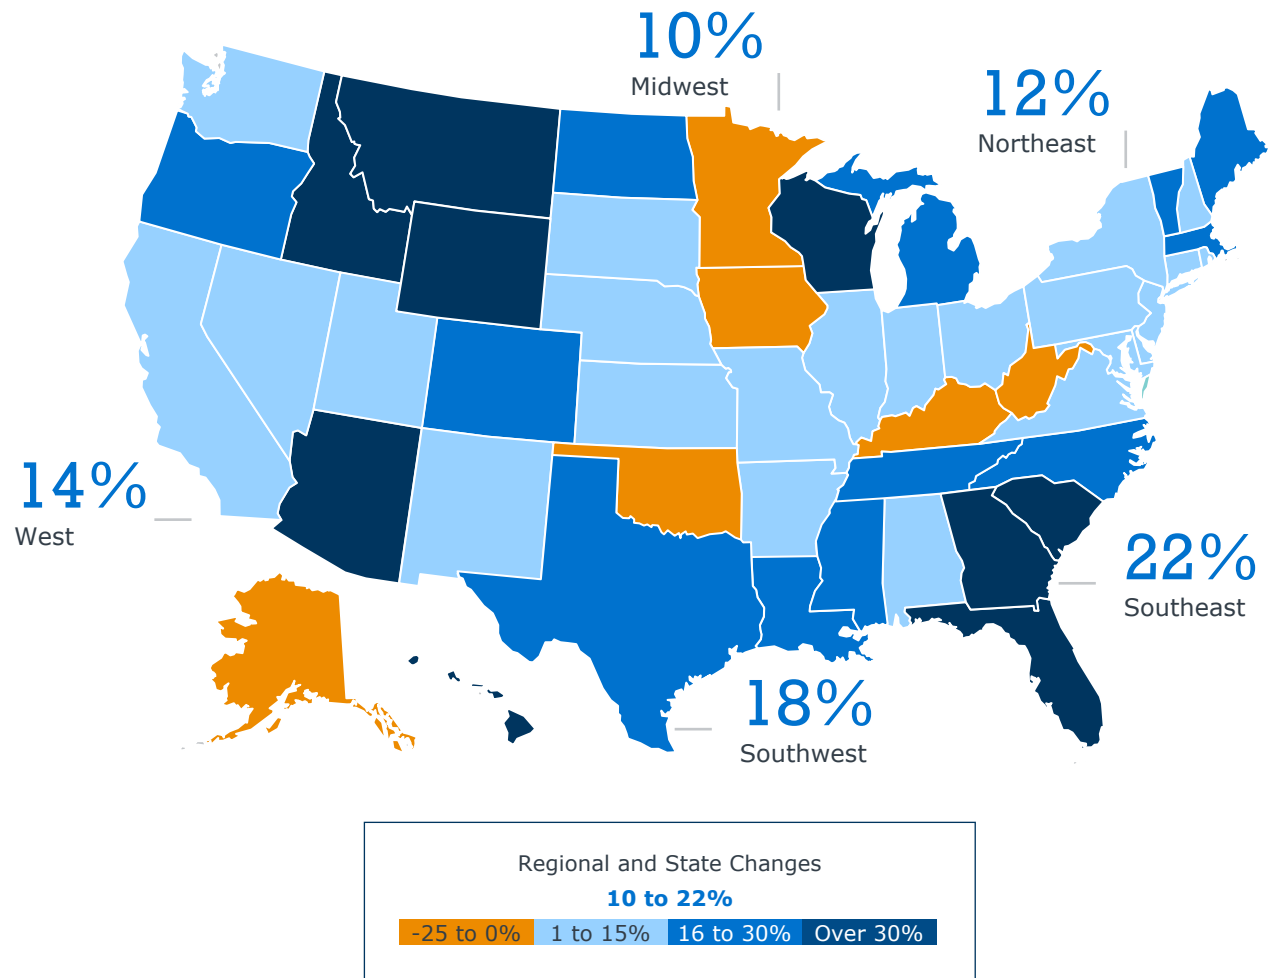 10%
Midwest
12%
Northeast
14%
West
22%
Southeast
18%
Southwest
Regional and State Changes
10 to 22%
-25 to 0%
1 to 15%
16 to 30%
Over 30%